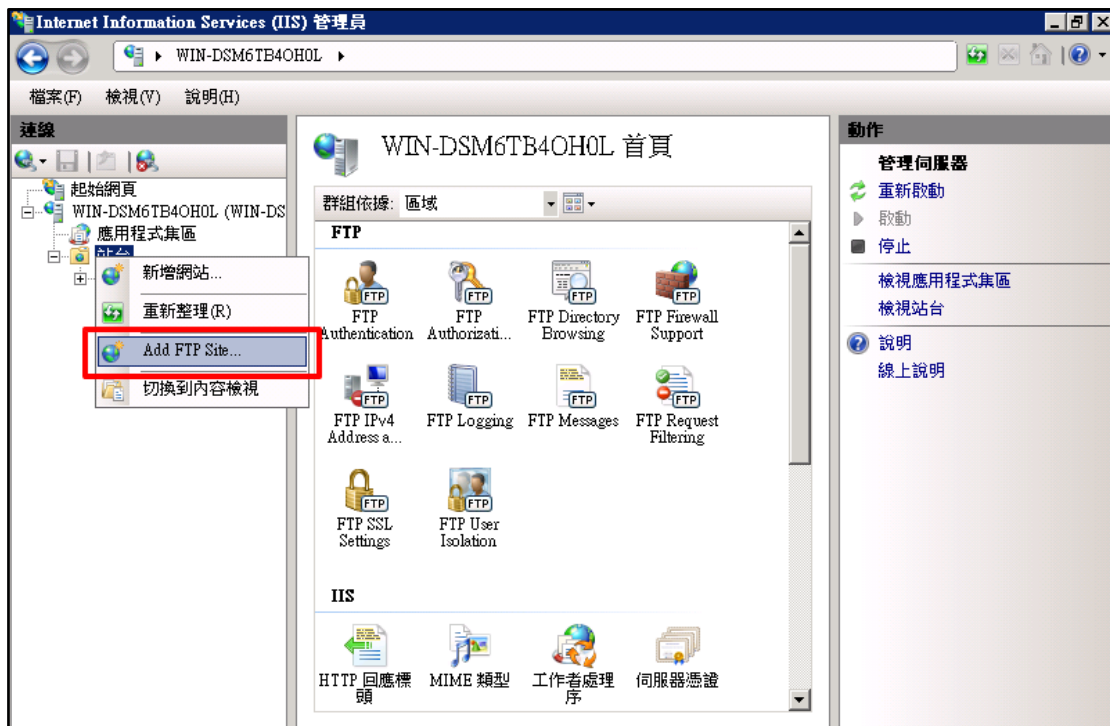 Internet Information Services (IIS) 管理員
WIN-DSM6TB4OH0L
檔案(F) 檢視(V) 說明(H)
連線
起始網頁
WIN-DSM6TB4OH0L (WIN-DS
應用程式集區
站台
新增網站...
重新整理(R)
Add FTP Site...
切換到內容檢視
WIN-DSM6TB4OH0L 首頁
群組依據: 區域
FTP
FTP
Authentication
FTP
Authorizati...
FTP Directory
Browsing
FTP Firewall
Support
FTP IPv4
Address a...
FTP Logging
FTP Messages
FTP Request
Filtering
FTP SSL
Settings
FTP User
Isolation
IIS
HTTP 回應標
頭
MIME 類型
工作者處理
序
伺服器憑證
動作
管理伺服器
重新啟動
啟動
停止
檢視應用程式集區
檢視站台
說明
線上說明